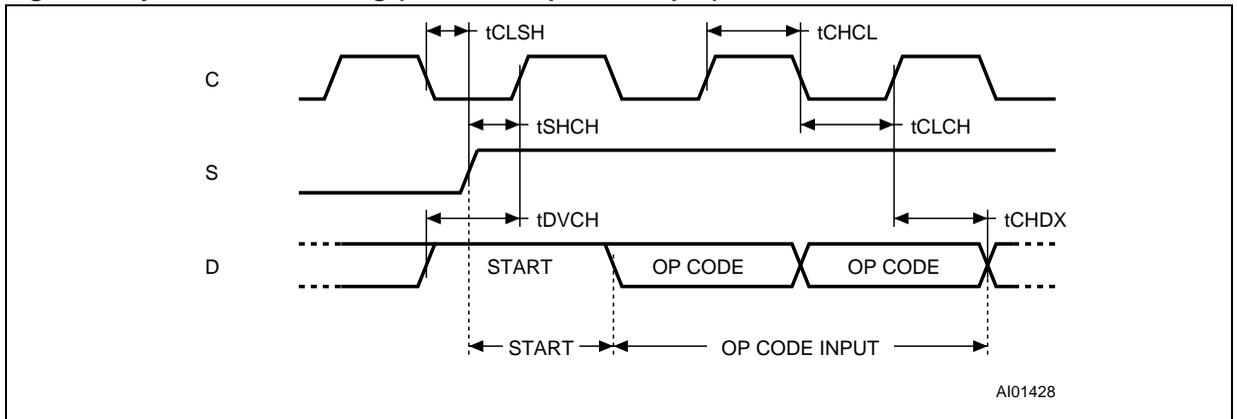 tCLSH
tCHCL
C
tSHCH
tCLCH
S
tDVCH
tCHDX
D
START
OP CODE
OP CODE
START
OP CODE INPUT
AI01428